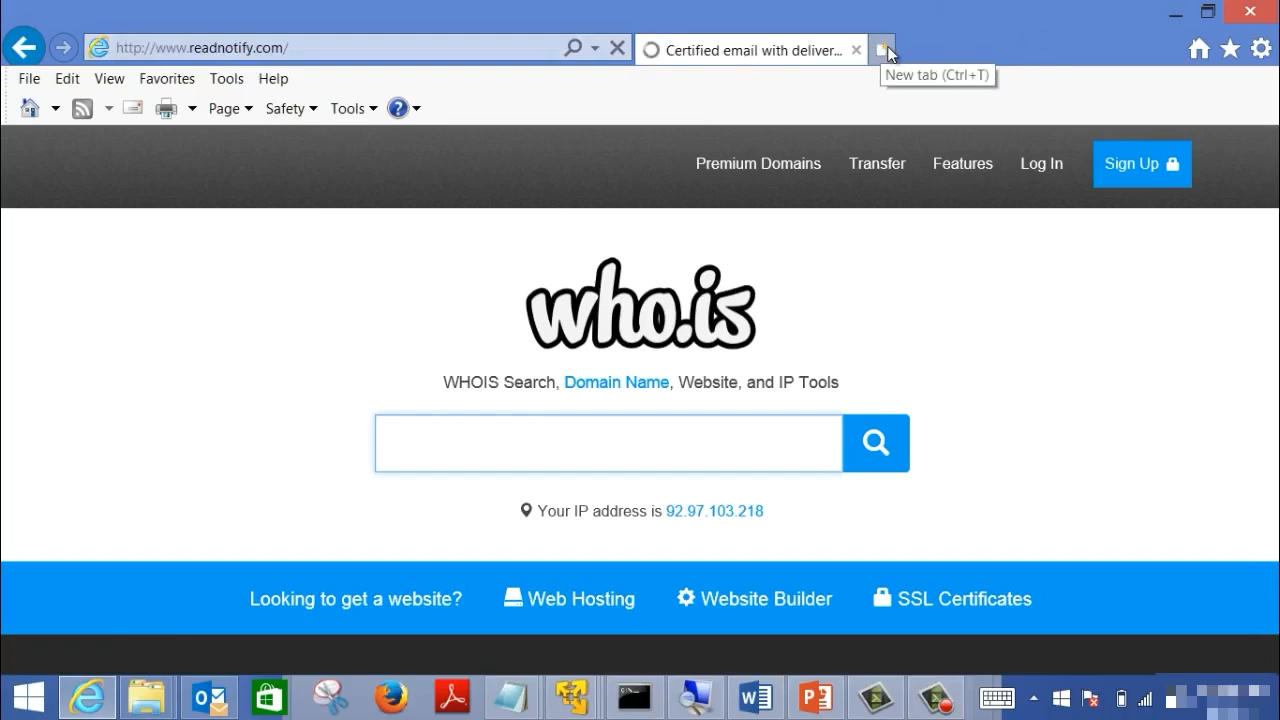 http://www.readnotify.com/
Certified email with deliver...
New tab (Ctrl+T)
File Edit View Favorites Tools Help
Page Safety Tools
Premium Domains Transfer Features Log In Sign Up
who.is
WHOIS Search, Domain Name, Website, and IP Tools
Your IP address is 92.97.103.218
Looking to get a website? Web Hosting Website Builder SSL Certificates